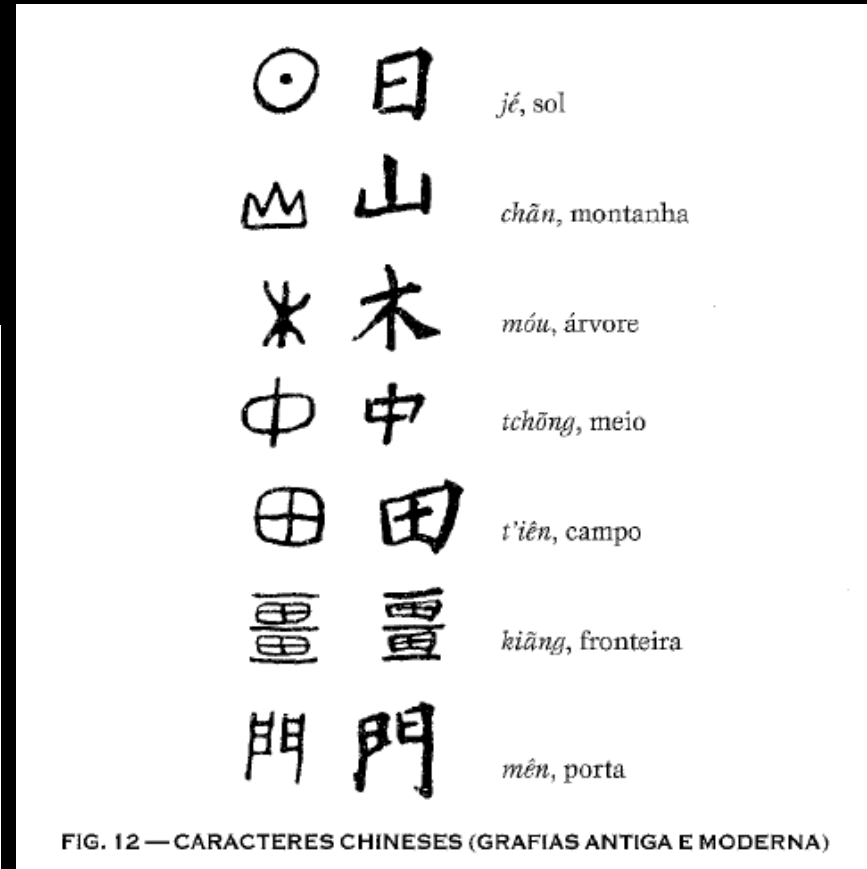 ☉ 日 jé, sol
山 chãn, montanha
木 móu, árvore
中 tchõng, meio
田 t’iên, campo
畺 kiãng, fronteira
門 mên, porta
FIG. 12 — CARACTERES CHINESES (GRAFIAS ANTIGA E MODERNA)